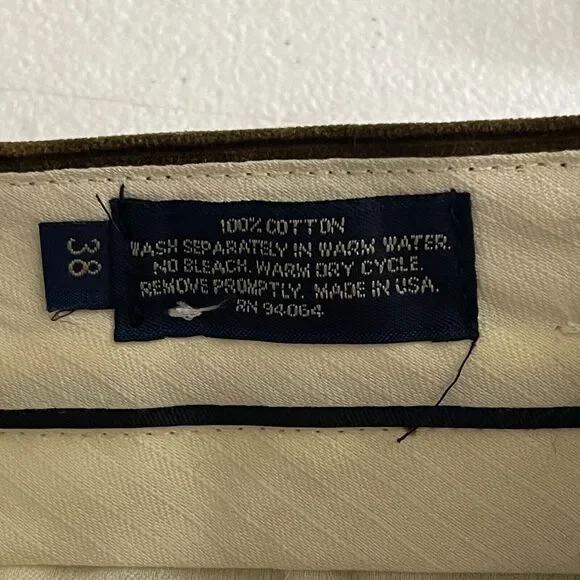 38
100% COTTON
WASH SEPARATELY IN WARM WATER.
NO BLEACH. WARM DRY CYCLE.
REMOVE PROMPTLY. MADE IN USA.
RN 94064